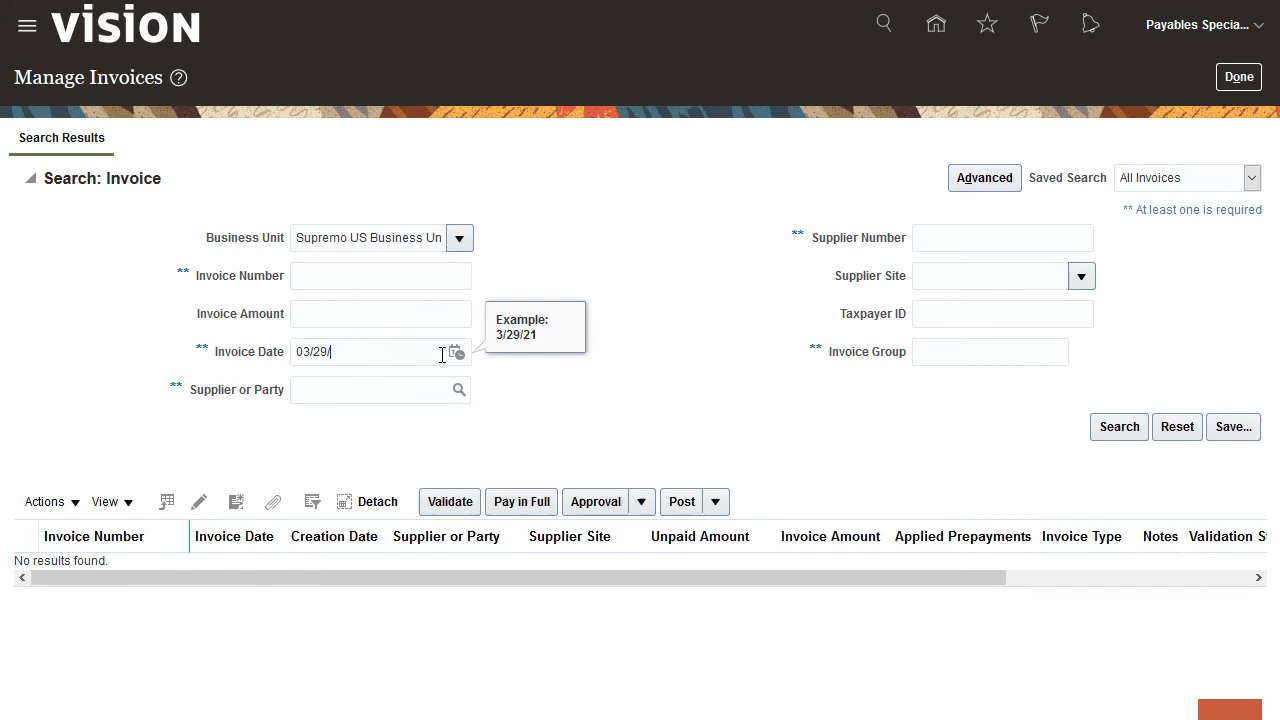 vision
Payables Specia...
Manage Invoices ?
Done
Search Results
Search: Invoice
Advanced
Saved Search
All Invoices
** At least one is required
Business Unit
Supremo US Business Un
** Supplier Number
** Invoice Number
Supplier Site
Invoice Amount
Example:
3/29/21
Taxpayer ID
** Invoice Date
03/29/
** Invoice Group
** Supplier or Party
Search
Reset
Save...
Actions
View
Detach
Validate
Pay in Full
Approval
Post
Invoice Number
Invoice Date
Creation Date
Supplier or Party
Supplier Site
Unpaid Amount
Invoice Amount
Applied Prepayments
Invoice Type
Notes
Validation S
No results found.